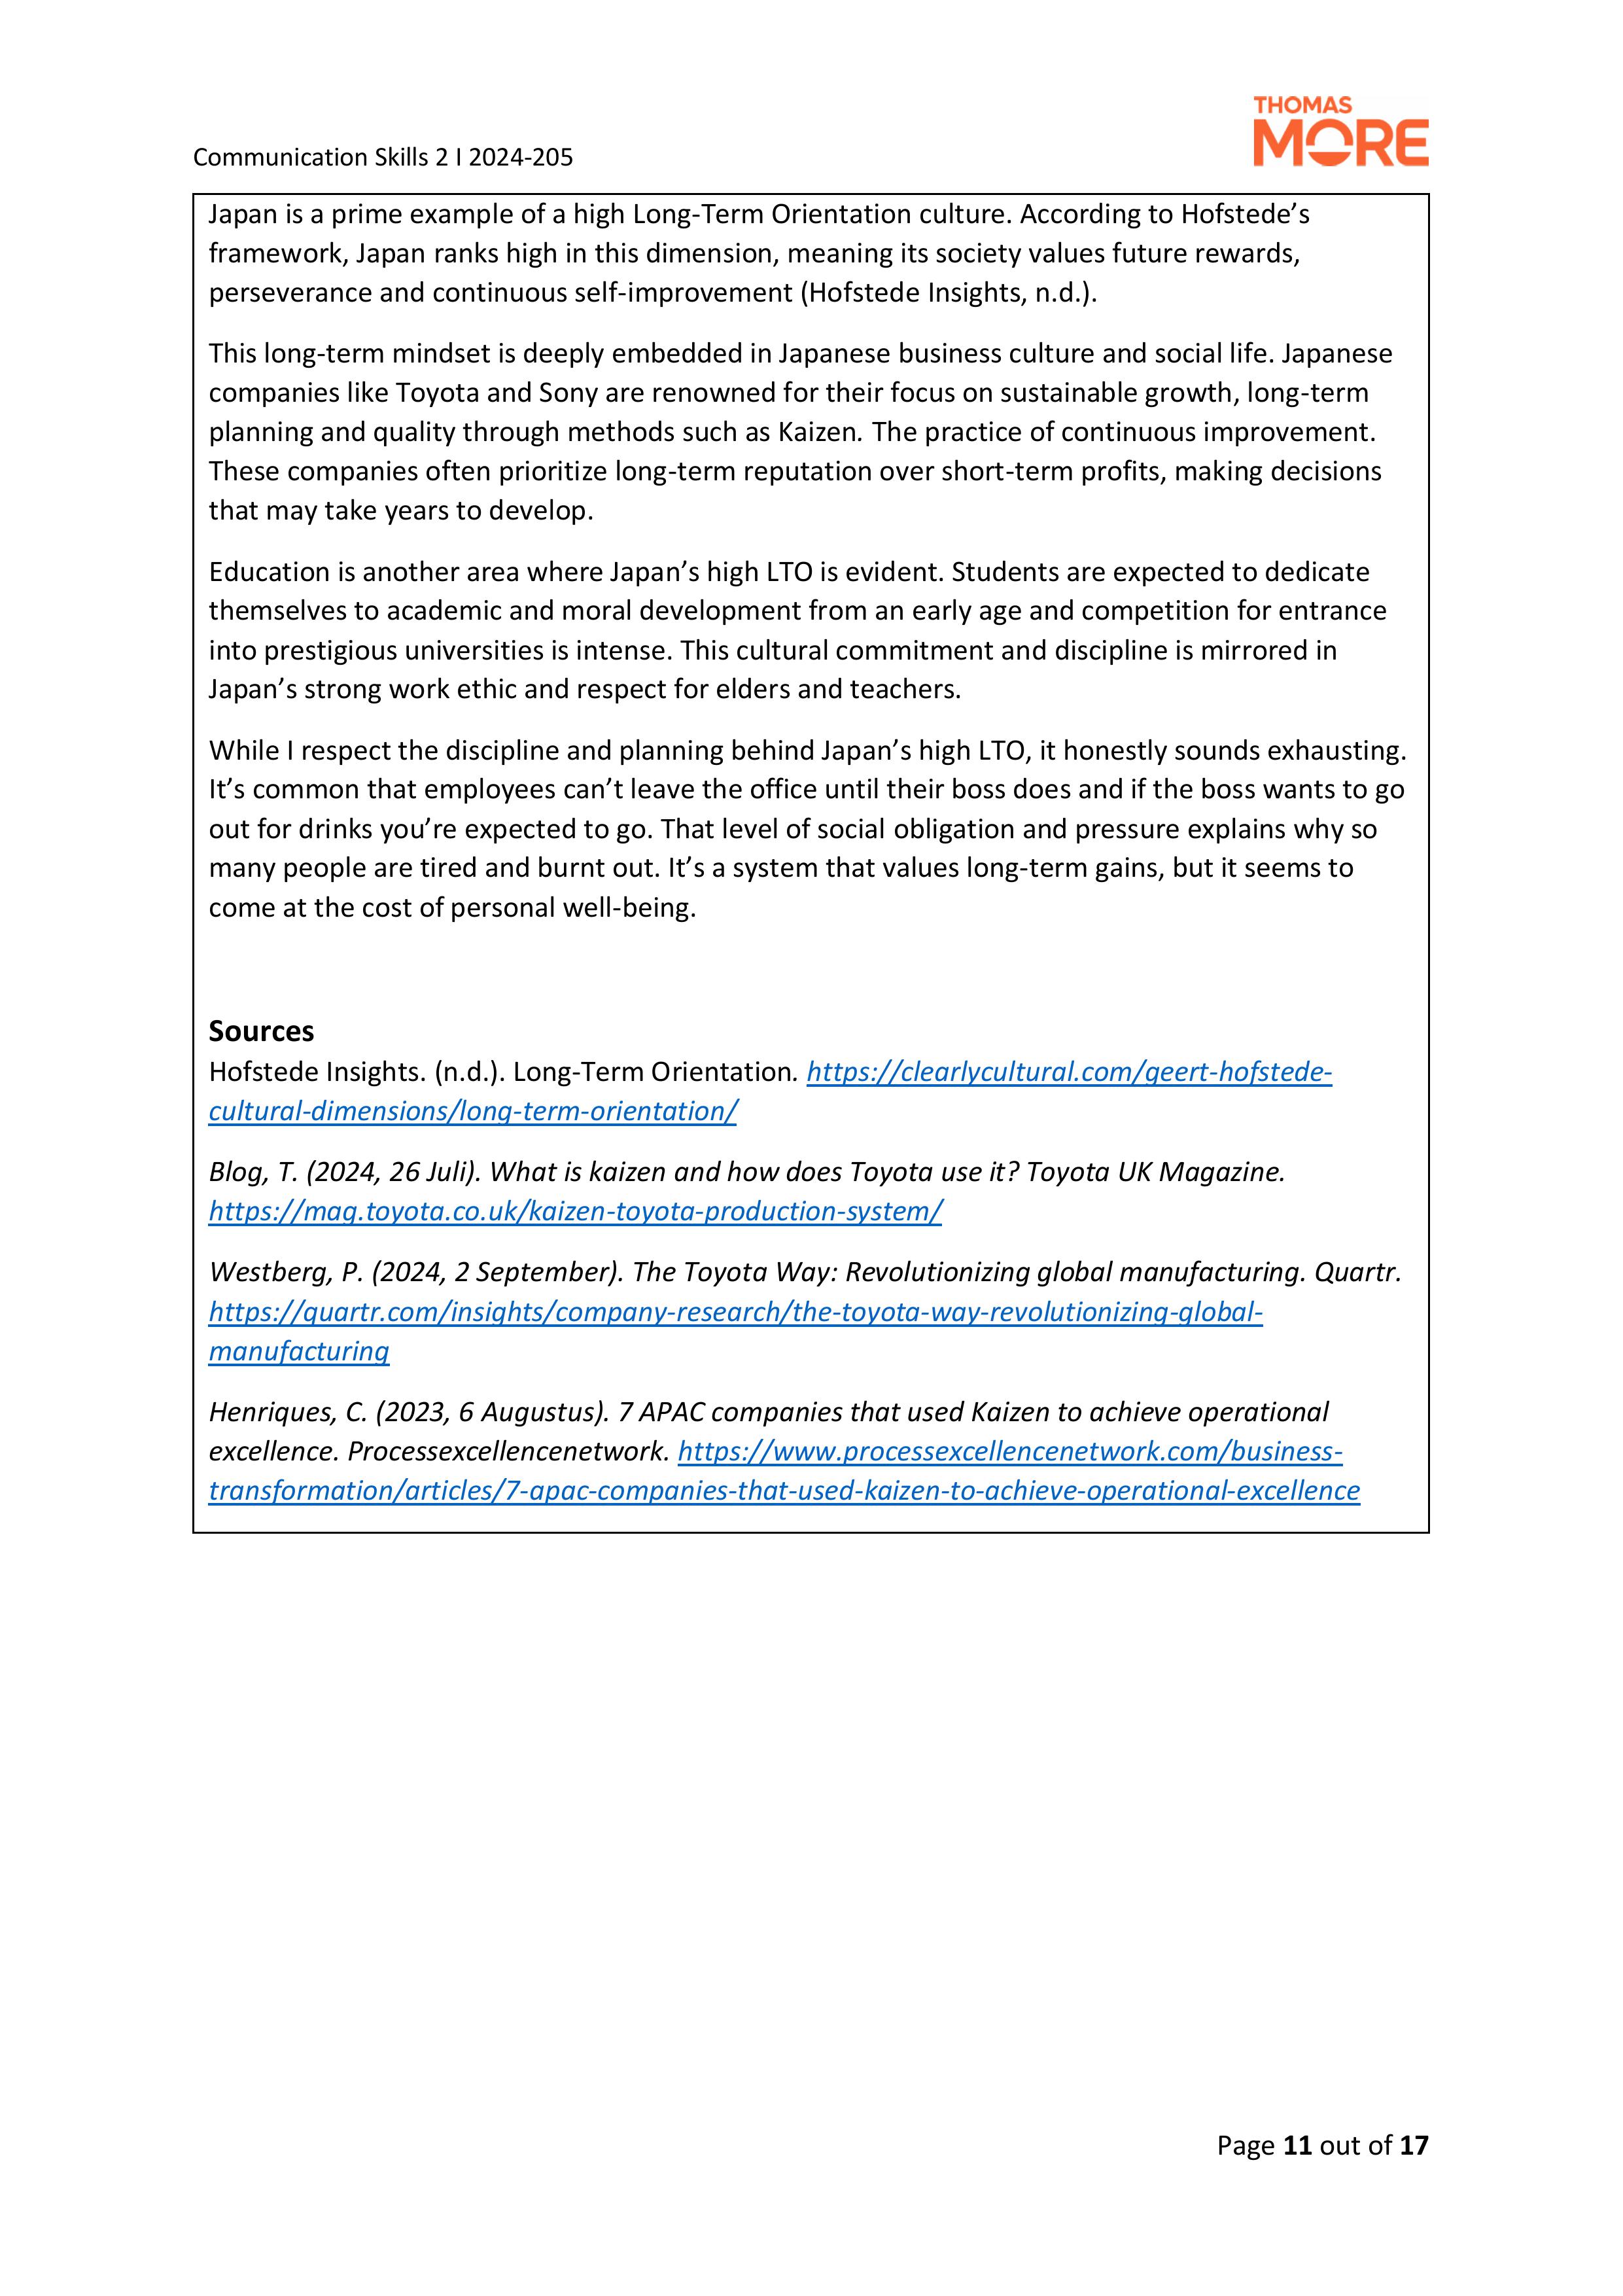 THOMAS
MORE
Communication Skills 2 I 2024-205
Japan is a prime example of a high Long-Term Orientation culture. According to Hofstede’s
framework, Japan ranks high in this dimension, meaning its society values future rewards,
perseverance and continuous self-improvement (Hofstede Insights, n.d.).
This long-term mindset is deeply embedded in Japanese business culture and social life. Japanese
companies like Toyota and Sony are renowned for their focus on sustainable growth, long-term
planning and quality through methods such as Kaizen. The practice of continuous improvement.
These companies often prioritize long-term reputation over short-term profits, making decisions
that may take years to develop.
Education is another area where Japan’s high LTO is evident. Students are expected to dedicate
themselves to academic and moral development from an early age and competition for entrance
into prestigious universities is intense. This cultural commitment and discipline is mirrored in
Japan’s strong work ethic and respect for elders and teachers.
While I respect the discipline and planning behind Japan’s high LTO, it honestly sounds exhausting.
It’s common that employees can’t leave the office until their boss does and if the boss wants to go
out for drinks you’re expected to go. That level of social obligation and pressure explains why so
many people are tired and burnt out. It’s a system that values long-term gains, but it seems to
come at the cost of personal well-being.
Sources
Hofstede Insights. (n.d.). Long-Term Orientation. https://clearlycultural.com/geert-hofstede-
cultural-dimensions/long-term-orientation/
Blog, T. (2024, 26 Juli). What is kaizen and how does Toyota use it? Toyota UK Magazine.
https://mag.toyota.co.uk/kaizen-toyota-production-system/
Westberg, P. (2024, 2 September). The Toyota Way: Revolutionizing global manufacturing. Quartr.
https://quartr.com/insights/company-research/the-toyota-way-revolutionizing-global-
manufacturing
Henriques, C. (2023, 6 Augustus). 7 APAC companies that used Kaizen to achieve operational
excellence. Processexcellencenetwork. https://www.processexcellencenetwork.com/business-
transformation/articles/7-apac-companies-that-used-kaizen-to-achieve-operational-excellence
Page 11 out of 17